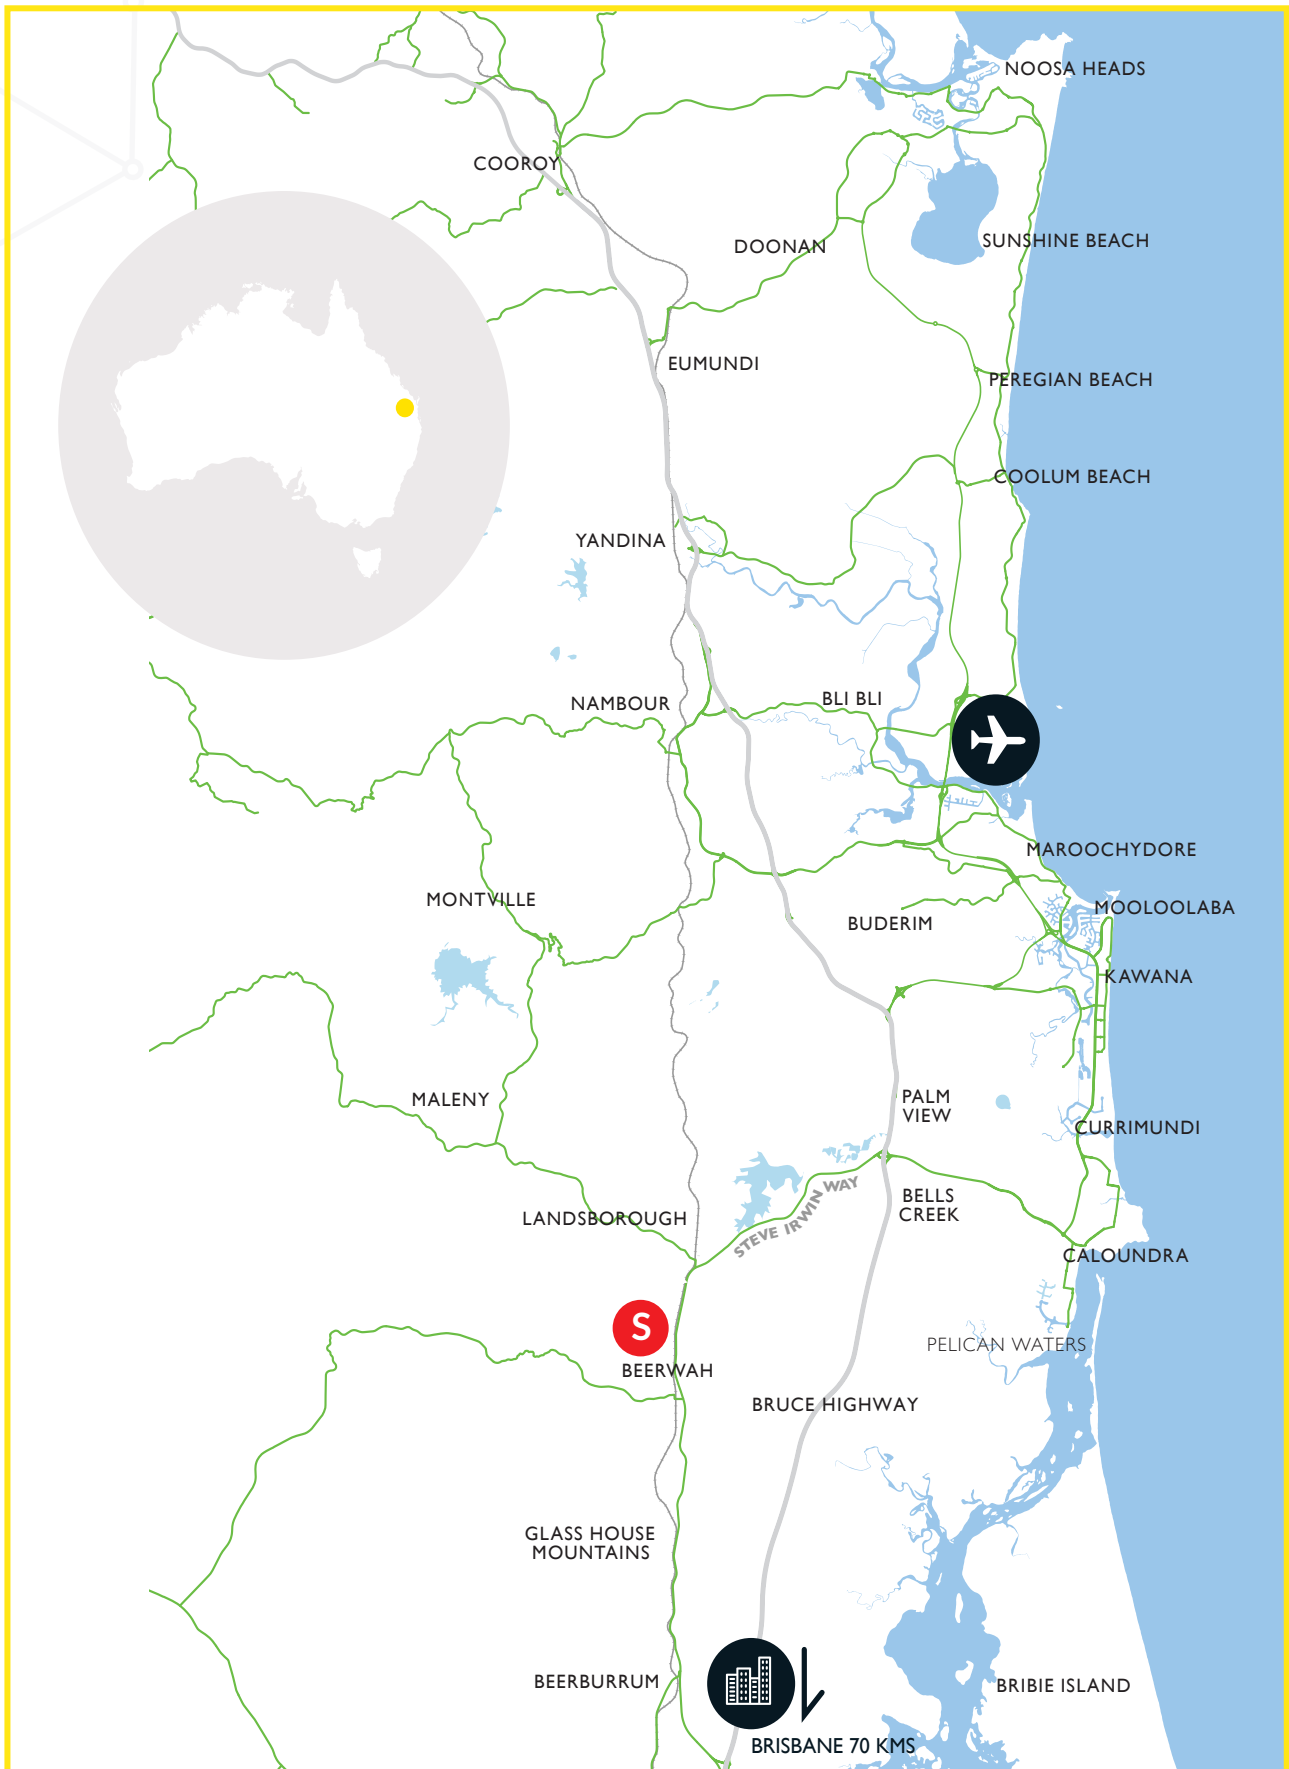 NOOSA HEADS
COOROY
DOONAN
SUNSHINE BEACH
EUMUNDI
PEREGIAN BEACH
COOLUM BEACH
YANDINA
NAMBOUR
BLI BLI
MAROOCHYDORE
MONTVILLE
MOOLOOLABA
BUDERIM
KAWANA
MALENY
PALM
VIEW
CURRIMUNDI
STEVE IRWIN WAY
BELLS
CREEK
LANDSBOROUGH
CALOUNDRA
S
PELICAN WATERS
BEERWAH
BRUCE HIGHWAY
GLASS HOUSE
MOUNTAINS
BEERBURRUM
BRIBIE ISLAND
BRISBANE 70 KMS